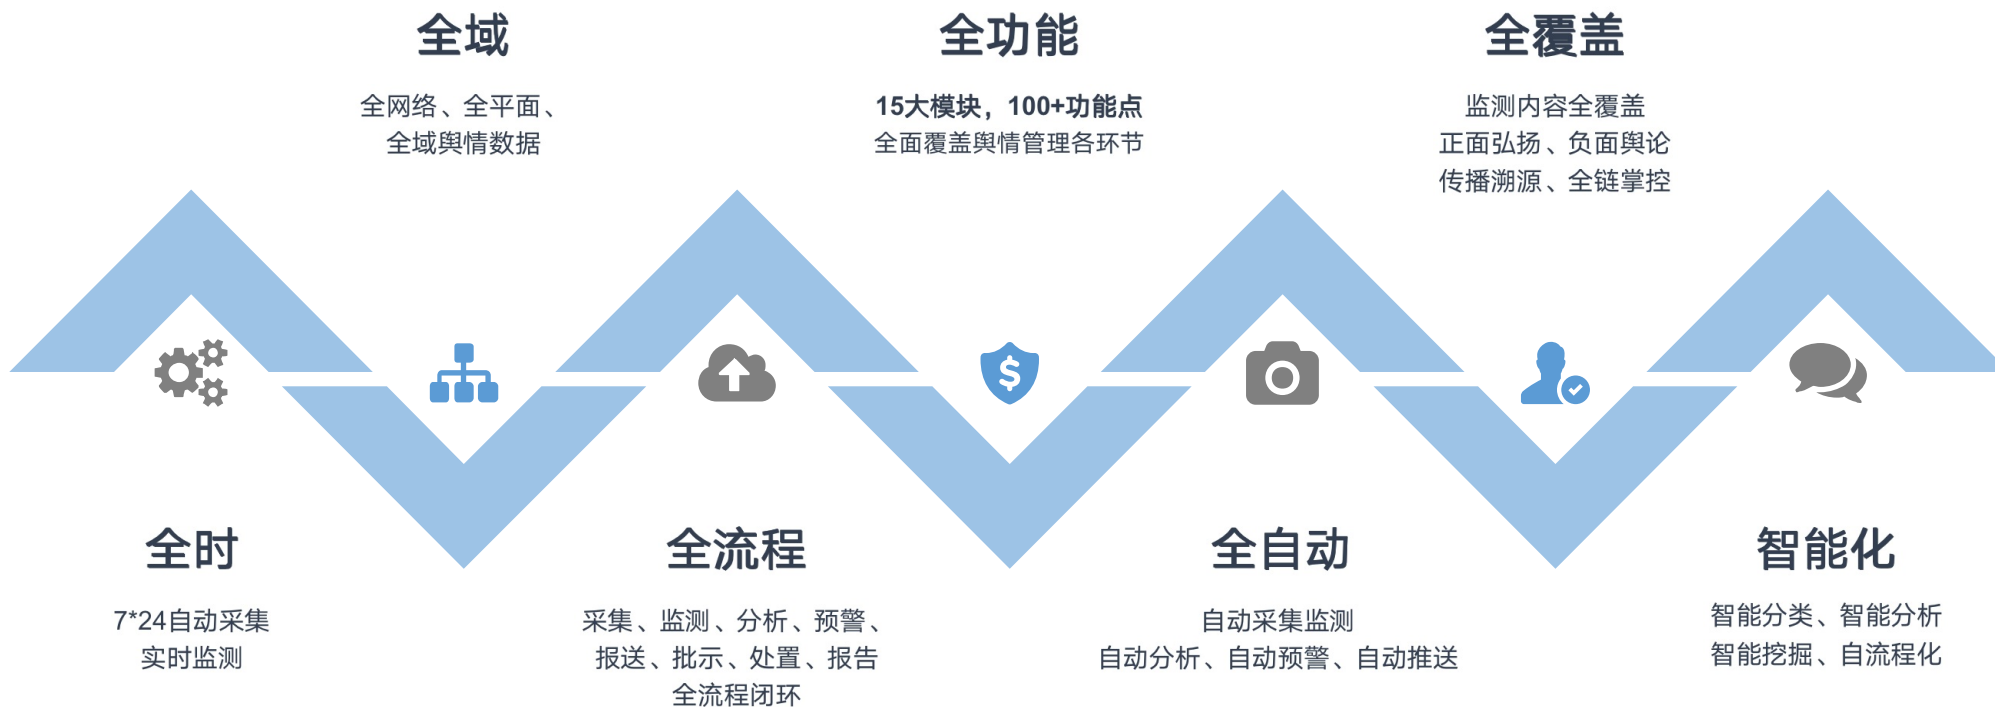 全域
全网络、全平面、
全域舆情数据
全功能
15大模块，100+功能点
全面覆盖舆情管理各环节
全覆盖
监测内容全覆盖
正面弘扬、负面舆论
传播溯源、全链掌控
全时
7*24自动采集
实时监测
全流程
采集、监测、分析、预警、
报送、批示、处置、报告
全流程闭环
全自动
自动采集监测
自动分析、自动预警、自动推送
智能化
智能分类、智能分析
智能挖掘、自流程化